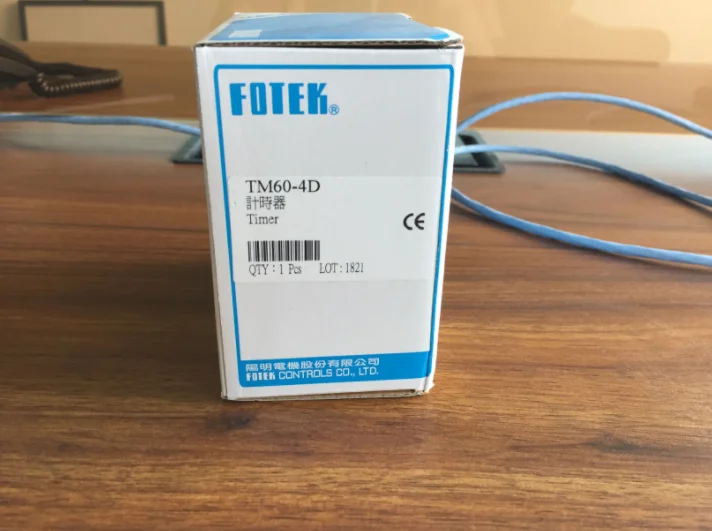 FOTEK®
TM60-4D
計時器
Timer
CE
QTY : 1 Pcs LOT : 1821
陽明電機股份有限公司
FOTEK CONTROLS CO., LTD.